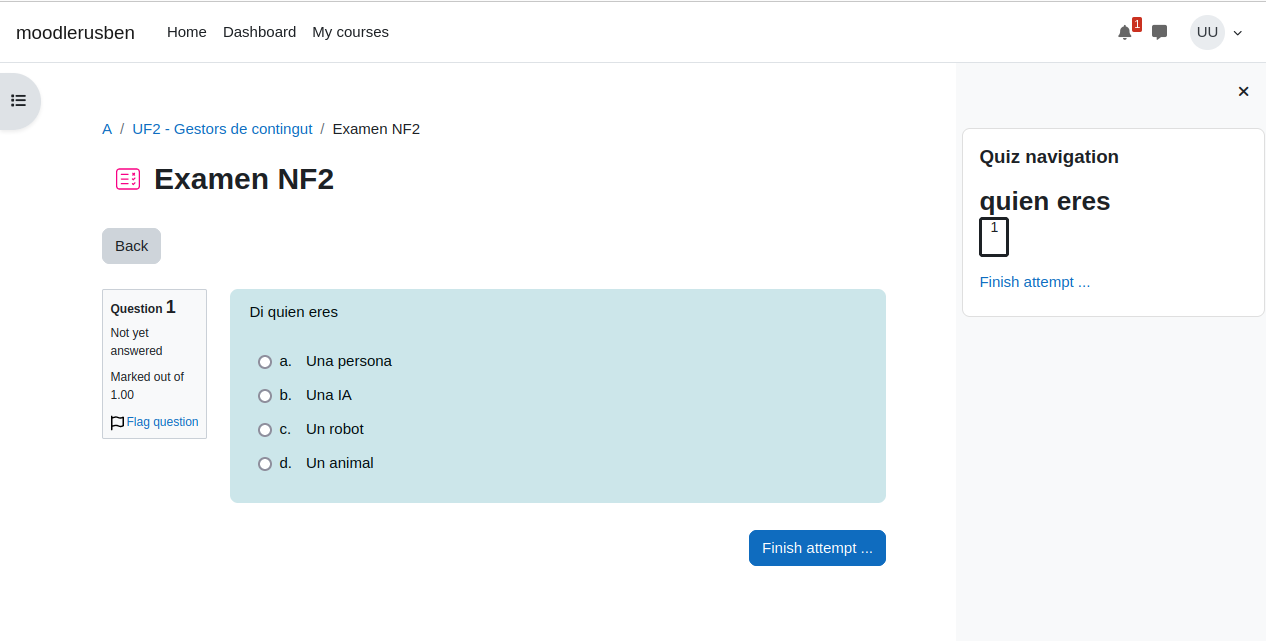 moodlerusben Home Dashboard My courses 1 UU
A / UF2 - Gestors de contingut / Examen NF2
Examen NF2
Back
Question 1
Not yet
answered
Marked out of
1.00
Flag question
Di quien eres
a. Una persona
b. Una IA
c. Un robot
d. Un animal
Finish attempt ...
Quiz navigation
quien eres
1
Finish attempt ...